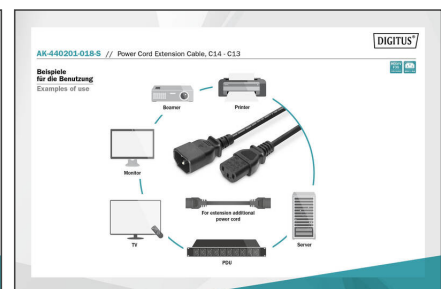 DIGITUS®
AK-440201-018-S // Power Cord Extension Cable, C14 - C13
Beispiele
für die Benutzung
Examples of use
Beamer
Printer
Monitor
For extension additional
power cord
TV
Server
PDU